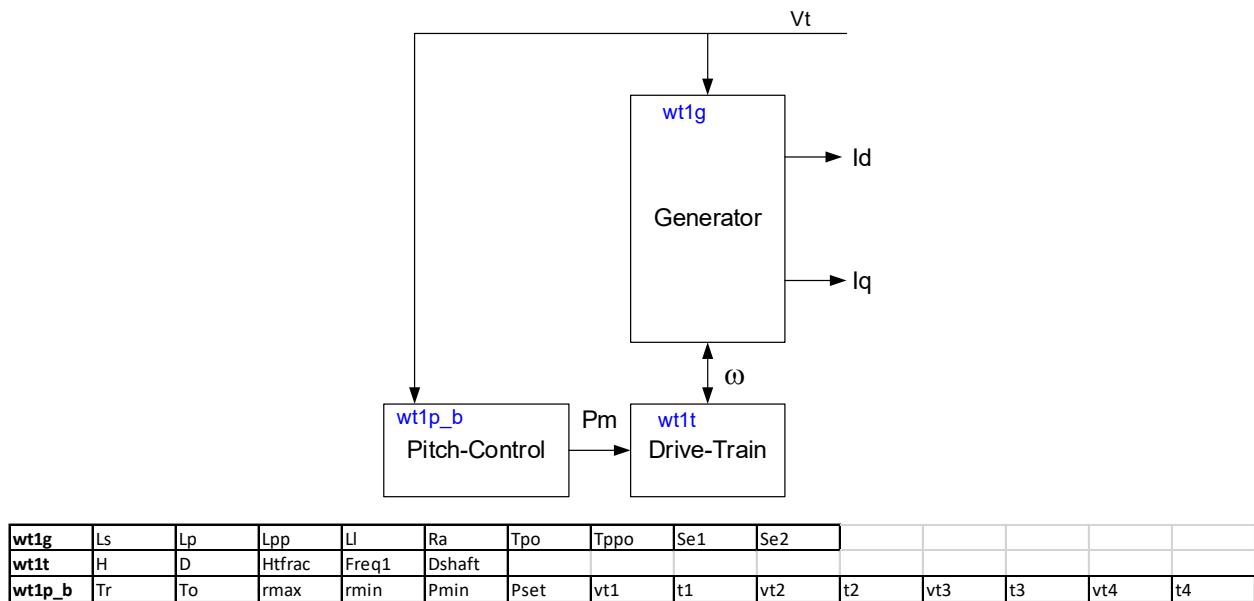 Vt
wt1g
Id
Generator
Iq
ω
wt1p_b
Pm
wt1t
Pitch-Control
Drive-Train
wt1g Ls Lp Lpp Ll Ra Tpo Tppo Se1 Se2
wt1t H D Htfrac Freq1 Dshaft
wt1p_b Tr To rmax rmin Pmin Pset vt1 t1 vt2 t2 vt3 t3 vt4 t4